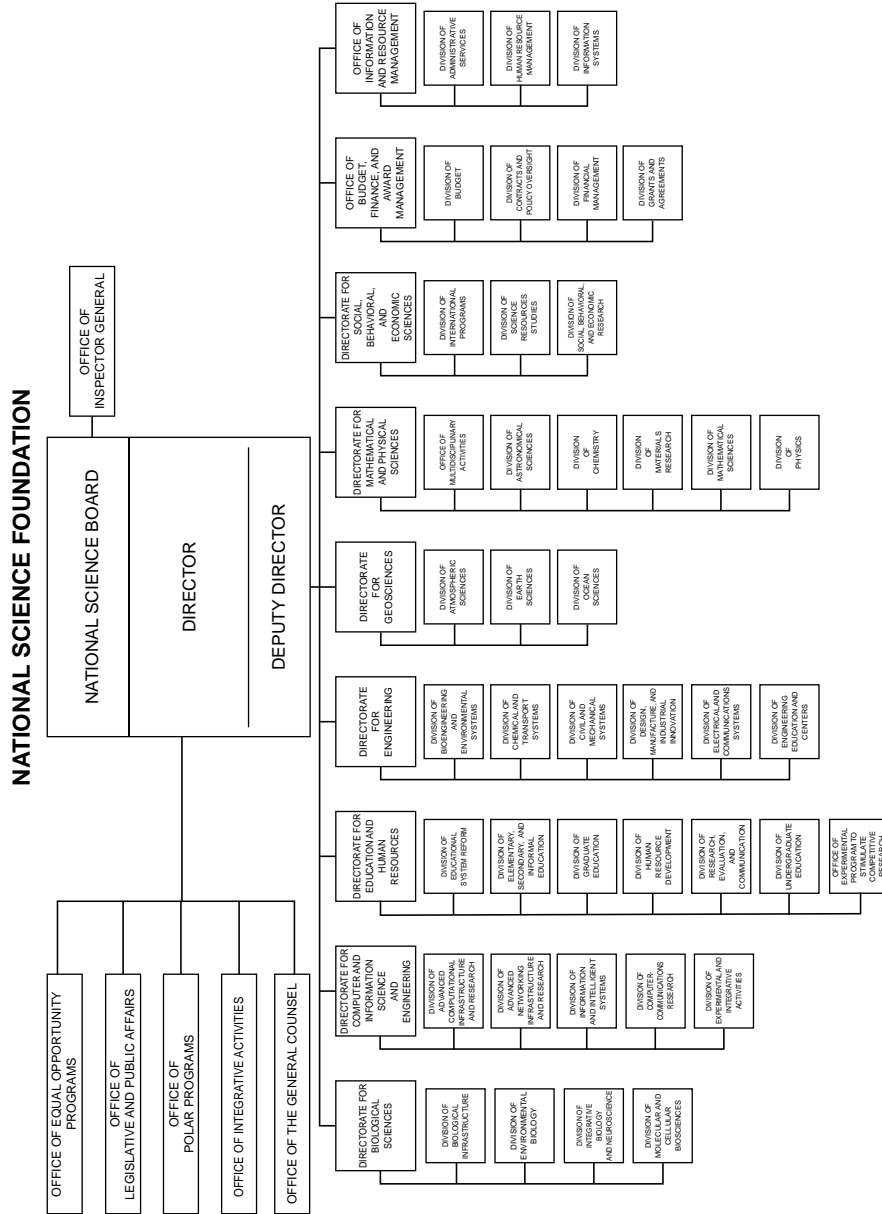 NATIONAL SCIENCE FOUNDATION
NATIONAL SCIENCE BOARD
OFFICE OF
INSPECTOR GENERAL
DIRECTOR
DEPUTY DIRECTOR
OFFICE OF EQUAL OPPORTUNITY
PROGRAMS
OFFICE OF
LEGISLATIVE AND PUBLIC AFFAIRS
OFFICE OF
POLAR PROGRAMS
OFFICE OF INTEGRATIVE ACTIVITIES
OFFICE OF THE GENERAL COUNSEL
DIRECTORATE FOR
BIOLOGICAL
SCIENCES
DIVISION OF
BIOLOGICAL
INFRASTRUCTURE
DIVISION OF
ENVIRONMENTAL
BIOLOGY
DIVISION OF
INTEGRATIVE
BIOLOGY
AND NEUROSCIENCE
DIVISION OF
MOLECULAR AND
CELLULAR
BIOSCIENCES
DIRECTORATE FOR
COMPUTER AND
INFORMATION
SCIENCE
AND
ENGINEERING
DIVISION OF
ADVANCED
COMPUTATIONAL
INFRASTRUCTURE
AND RESEARCH
DIVISION OF
ADVANCED
NETWORKING
INFRASTRUCTURE
AND RESEARCH
DIVISION OF
INFORMATION
AND INTELLIGENT
SYSTEMS
DIVISION OF
COMPUTER-
COMMUNICATIONS
RESEARCH
DIVISION OF
EXPERIMENTAL AND
INTEGRATIVE
ACTIVITIES
DIRECTORATE FOR
EDUCATION AND
HUMAN
RESOURCES
DIVISION OF
EDUCATIONAL
SYSTEM REFORM
DIVISION OF
ELEMENTARY,
SECONDARY, AND
INFORMAL
EDUCATION
DIVISION OF
GRADUATE
EDUCATION
DIVISION OF
HUMAN
RESOURCE
DEVELOPMENT
DIVISION OF
RESEARCH,
EVALUATION,
AND
COMMUNICATION
DIVISION OF
UNDERGRADUATE
EDUCATION
OFFICE OF
EXPERIMENTAL
PROGRAM TO
STIMULATE
COMPETITIVE
RESEARCH
DIRECTORATE
FOR
ENGINEERING
DIVISION OF
BIOENGINEERING
AND
ENVIRONMENTAL
SYSTEMS
DIVISION OF
CHEMICAL AND
TRANSPORT
SYSTEMS
DIVISION OF
CIVIL AND
MECHANICAL
SYSTEMS
DIVISION OF
DESIGN,
MANUFACTURE, AND
INDUSTRIAL
INNOVATION
DIVISION OF
ELECTRICAL AND
COMMUNICATIONS
SYSTEMS
DIVISION OF
ENGINEERING
EDUCATION AND
CENTERS
DIRECTORATE
FOR
GEOSCIENCES
DIVISION OF
ATMOSPHERIC
SCIENCES
DIVISION OF
EARTH
SCIENCES
DIVISION OF
OCEAN
SCIENCES
DIRECTORATE FOR
MATHEMATICAL
AND PHYSICAL
SCIENCES
OFFICE OF
MULTIDISCIPLINARY
ACTIVITIES
DIVISION OF
ASTRONOMICAL
SCIENCES
DIVISION
OF
CHEMISTRY
DIVISION
OF
MATERIALS
RESEARCH
DIVISION OF
MATHEMATICAL
SCIENCES
DIVISION
OF
PHYSICS
DIRECTORATE FOR
SOCIAL,
BEHAVIORAL,
AND
ECONOMIC
SCIENCES
DIVISION OF
INTERNATIONAL
PROGRAMS
DIVISION OF
SCIENCE
RESOURCES
STUDIES
DIVISION OF
SOCIAL, BEHAVIORAL,
AND ECONOMIC
RESEARCH
OFFICE OF
BUDGET,
FINANCE, AND
AWARD
MANAGEMENT
DIVISION OF
BUDGET
DIVISION OF
CONTRACTS AND
POLICY OVERSIGHT
DIVISION OF
FINANCIAL
MANAGEMENT
DIVISION OF
GRANTS AND
AGREEMENTS
OFFICE OF
INFORMATION
AND RESOURCE
MANAGEMENT
DIVISION OF
ADMINISTRATIVE
SERVICES
DIVISION OF
HUMAN RESOURCE
MANAGEMENT
DIVISION OF
INFORMATION
SYSTEMS